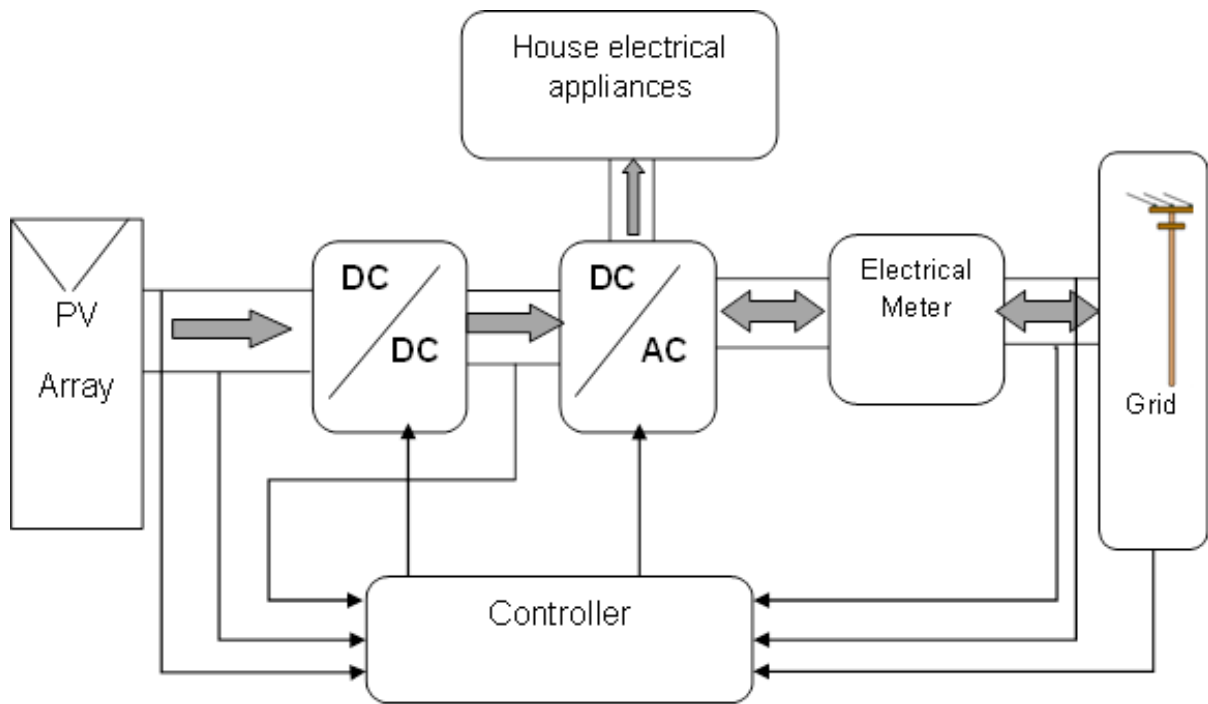 House electrical
appliances
PV
Array
DC
DC
DC
AC
Electrical
Meter
Grid
Controller